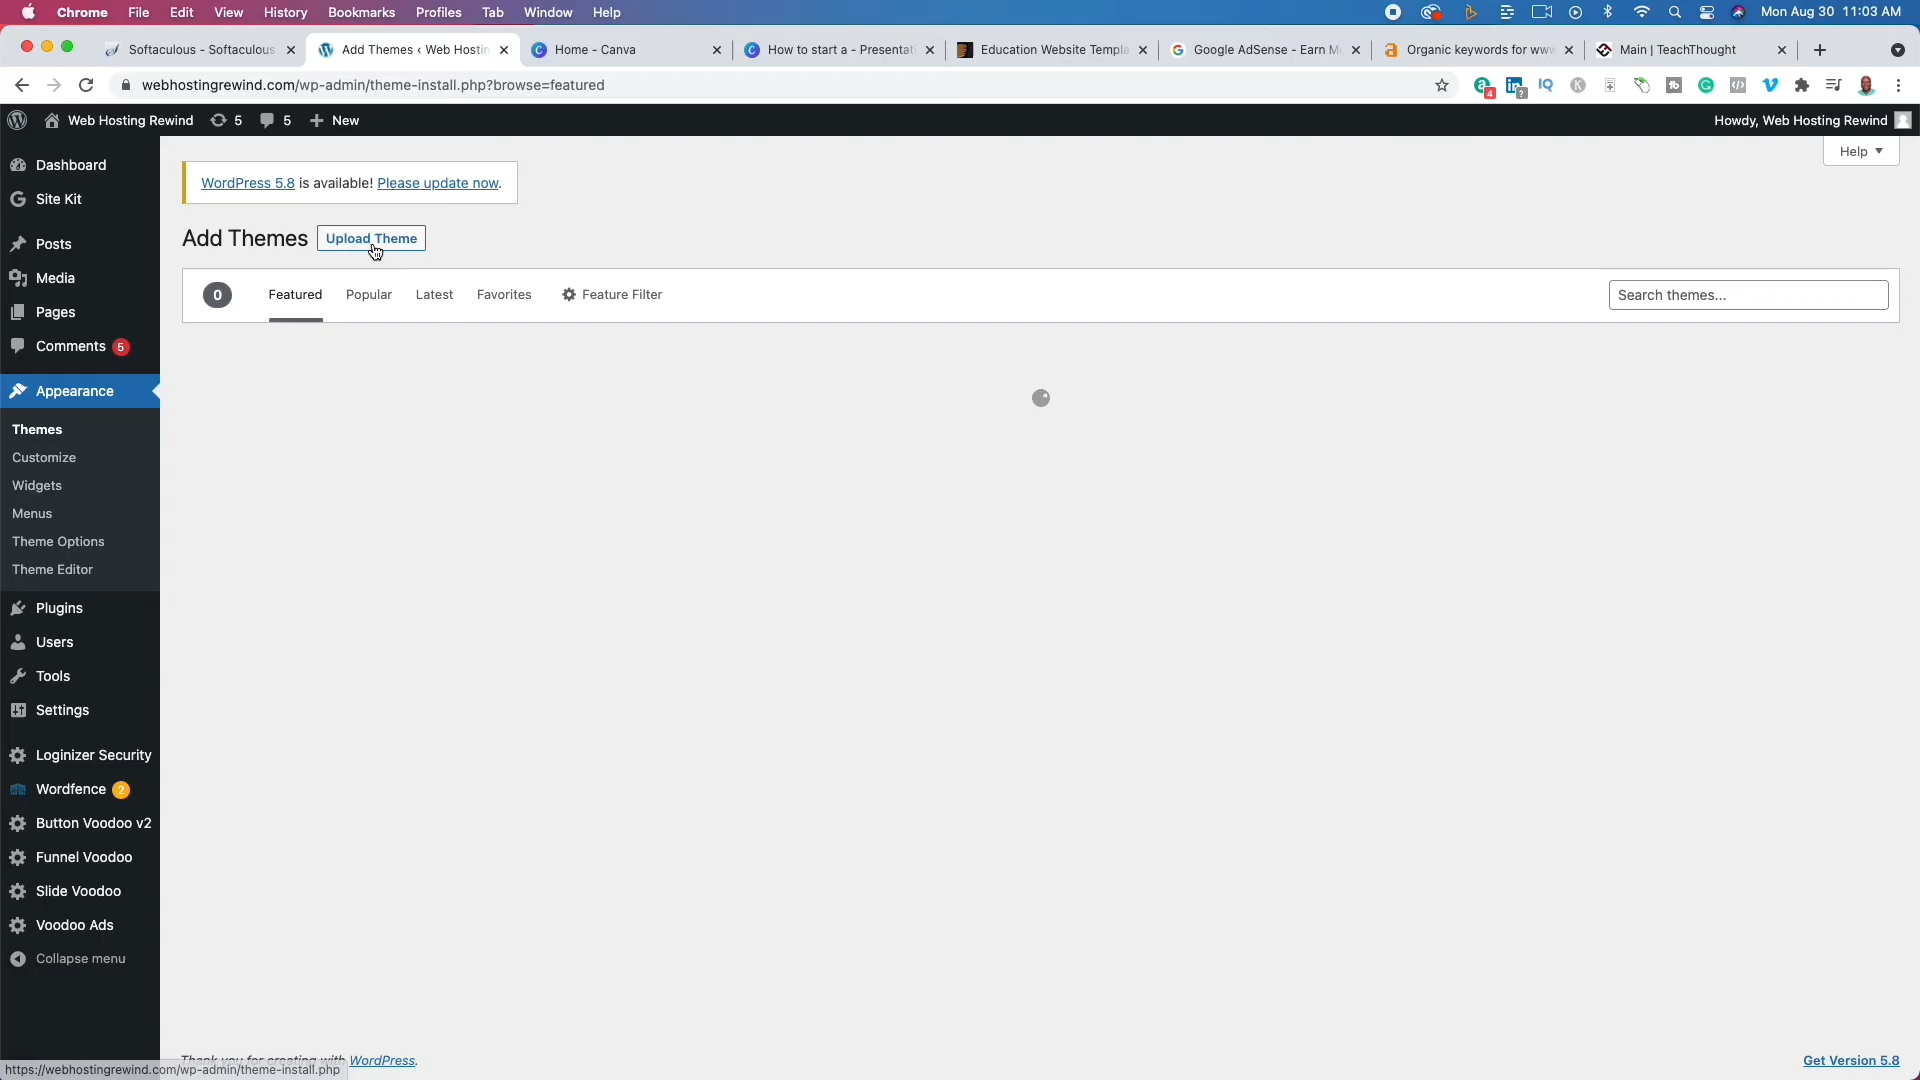 Chrome File Edit View History Bookmarks Profiles Tab Window Help Mon Aug 30 11:03 AM
Softaculous - Softaculous Add Themes ‹ Web Hostin Home - Canva How to start a - Presentati Education Website Templa Google AdSense - Earn M Organic keywords for www Main | TeachThought
webhostingrewind.com/wp-admin/theme-install.php?browse=featured
Web Hosting Rewind 5 5 New Howdy, Web Hosting Rewind
Help
Dashboard
Site Kit
Posts
Media
Pages
Comments 5
Appearance
Themes
Customize
Widgets
Menus
Theme Options
Theme Editor
Plugins
Users
Tools
Settings
Loginizer Security
Wordfence 2
Button Voodoo v2
Funnel Voodoo
Slide Voodoo
Voodoo Ads
Collapse menu
WordPress 5.8 is available! Please update now.
Add Themes Upload Theme
0 Featured Popular Latest Favorites Feature Filter Search themes...
Thank you for creating with WordPress. Get Version 5.8
https://webhostingrewind.com/wp-admin/theme-install.php